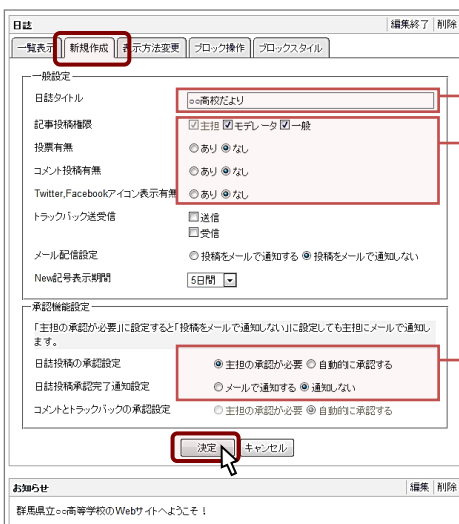 日誌 編集終了 削除
一覧表示 新規作成 表示方法変更 ブロック操作 ブロックスタイル
一般設定
日誌タイトル ○○高校だより
記事投稿権限 主担 モデレータ 一般
投票有無 あり なし
コメント投稿有無 あり なし
Twitter,Facebookアイコン表示有無 あり なし
トラックバック送受信 送信
受信
メール配信設定 投稿をメールで通知する 投稿をメールで通知しない
New記号表示期間 5日間
承認機能設定
「主担の承認が必要」に設定すると「投稿をメールで通知しない」に設定しても主担にメールで通知し
ます。
日誌投稿の承認設定 主担の承認が必要 自動的に承認する
日誌投稿承認完了通知設定 メールで通知する 通知しない
コメントとトラックバックの承認設定 主担の承認が必要 自動的に承認する
決定 キャンセル
お知らせ 編集 削除
群馬県立○○高等学校のWebサイトへようこそ！